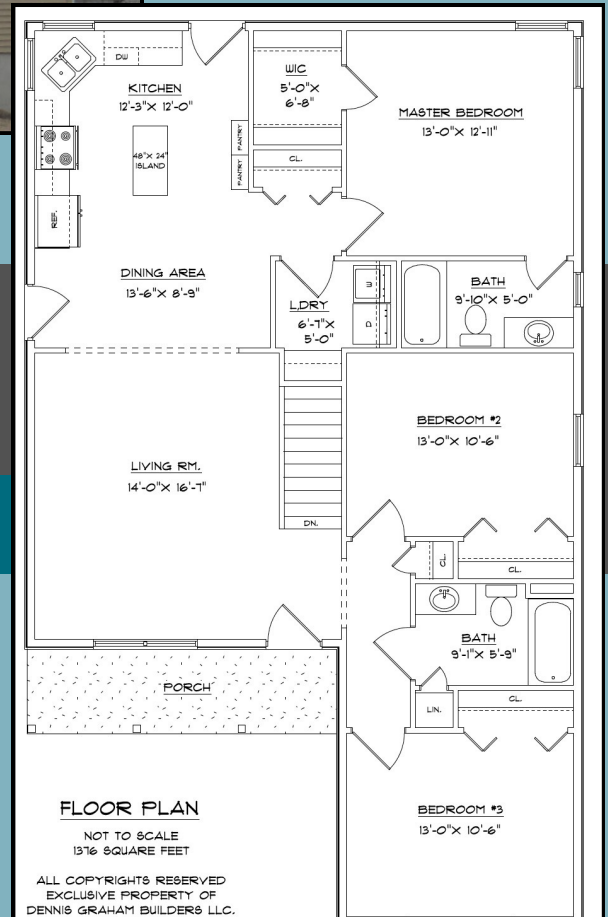 DW
KITCHEN
12'-3"X 12'-0"
WIC
5'-0"X
6'-8"
MASTER BEDROOM
13'-0"X 12'-11"
PANTRY
PANTRY
CL.
48"X 24"
ISLAND
REF.
DINING AREA
13'-6"X 8'-9"
L.DRY
6'-7"X
5'-0"
W
D
BATH
9'-10"X 5'-0"
BEDROOM #2
13'-0"X 10'-6"
LIVING RM.
14'-0"X 16'-7"
DN.
CL.
CL.
BATH
9'-1"X 5'-9"
PORCH
LIN.
CL.
BEDROOM #3
13'-0"X 10'-6"
FLOOR PLAN
NOT TO SCALE
1376 SQUARE FEET
ALL COPYRIGHTS RESERVED
EXCLUSIVE PROPERTY OF
DENNIS GRAHAM BUILDERS LLC.